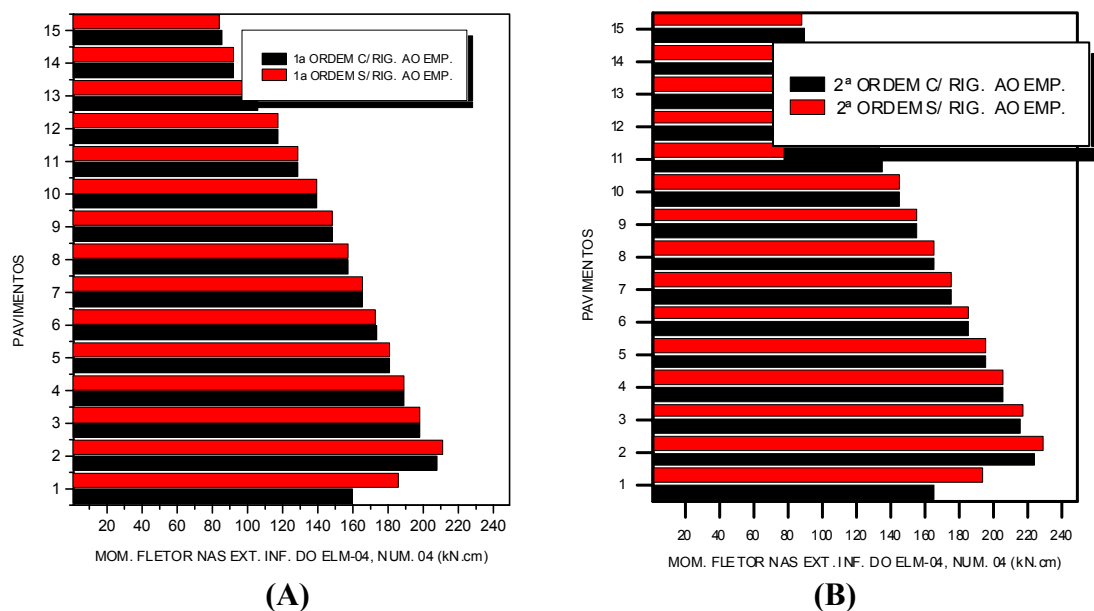 15
14
13
12
11
10
9
8
7
6
5
4
3
2
1
PAVIMENTOS
1a ORDEM C/ RIG. AO EMP.
1a ORDEM S/ RIG. AO EMP.
20 40 60 80 100 120 140 160 180 200 220 240
MOM. FLETOR NAS EXT. INF. DO ELM-04, NUM. 04 (kN.cm)
(A)
15
14
13
12
11
10
9
8
7
6
5
4
3
2
1
PAVIMENTOS
2ª ORDEM C/ RIG. AO EMP.
2ª ORDEM S/ RIG. AO EMP.
20 40 60 80 100 120 140 160 180 200 220 240
MOM. FLETOR NAS EXT. INF. DO ELM-04, NUM. 04 (kN.cm)
(B)